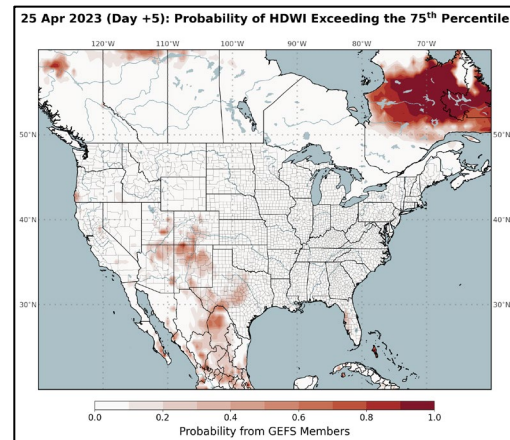 25 Apr 2023 (Day +5): Probability of HDWI Exceeding the 75th Percentile
120°W 110°W 100°W 90°W 80°W 70°W
50°N 50°N
40°N 40°N
30°N 30°N
0.0 0.2 0.4 0.6 0.8 1.0
Probability from GEFS Members